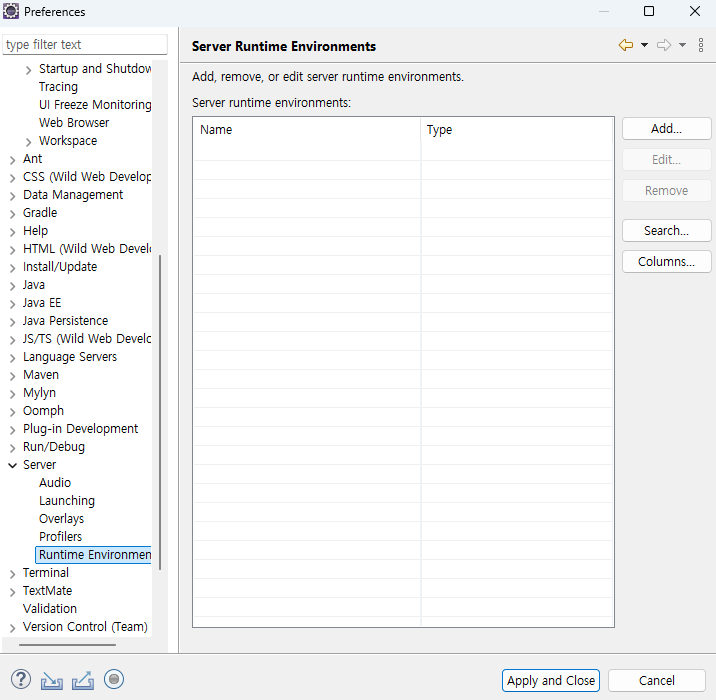 Preferences
type filter text
Startup and Shutdow
Tracing
UI Freeze Monitoring
Web Browser
Workspace
Ant
CSS (Wild Web Develop
Data Management
Gradle
Help
HTML (Wild Web Devel
Install/Update
Java
Java EE
Java Persistence
JS/TS (Wild Web Develo
Language Servers
Maven
Mylyn
Oomph
Plug-in Development
Run/Debug
Server
Audio
Launching
Overlays
Profilers
Runtime Environmen
Terminal
TextMate
Validation
Version Control (Team)
Server Runtime Environments
Add, remove, or edit server runtime environments.
Server runtime environments:
Name Type
Add...
Edit...
Remove
Search...
Columns...
?
Apply and Close Cancel